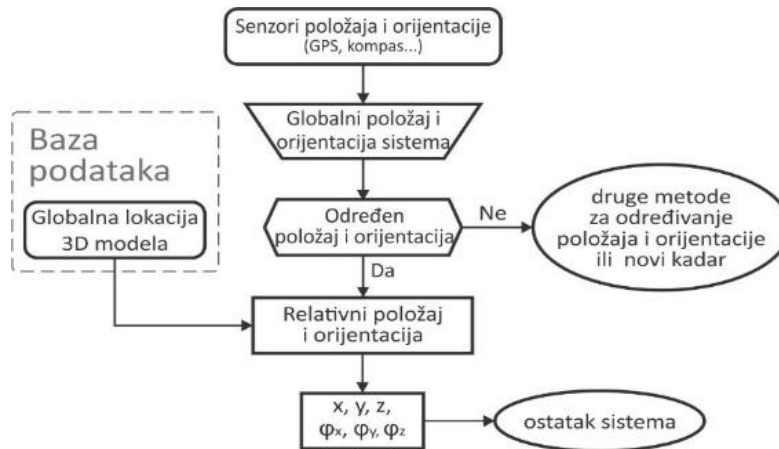 Senzori položaja i orijentacije
(GPS, kompas...)
Globalni položaj i
orijentacija sistema
Baza
podataka
Globalna lokacija
3D modela
Određen
položaj i orijentacija
Ne
druge metode
za određivanje
položaja i orijentacije
ili novi kadar
Da
Relativni položaj
i orijentacija
x, y, z,
φx, φy, φz
ostatak sistema